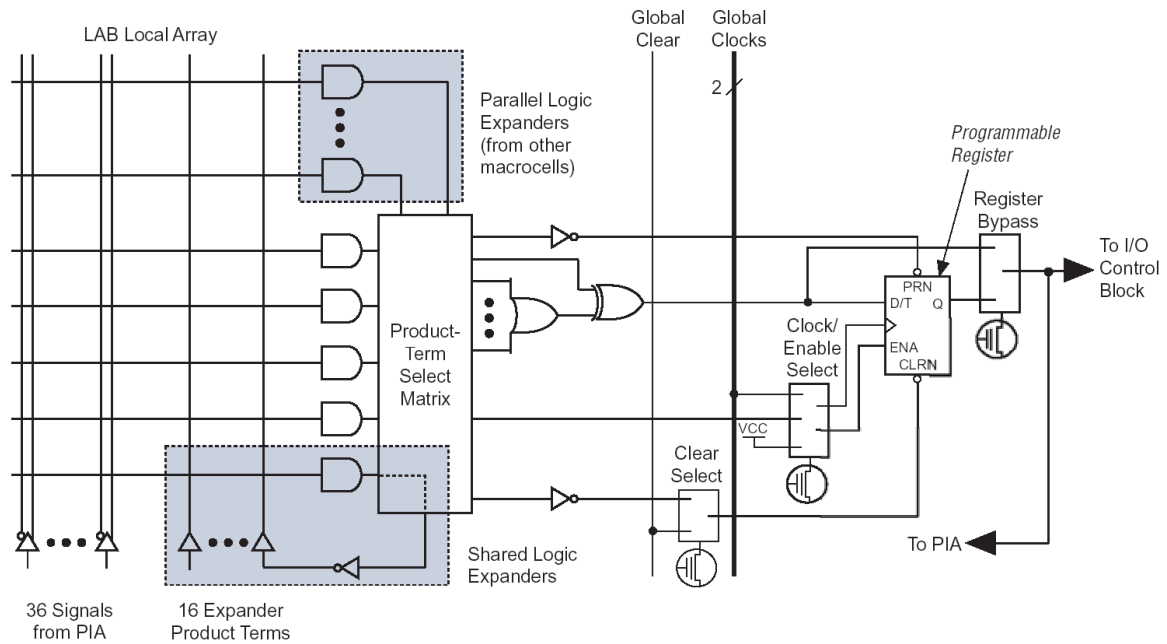 LAB Local Array
Global
Clear
Global
Clocks
2
Parallel Logic
Expanders
(from other
macrocells)
Programmable
Register
Register
Bypass
To I/O
Control
Block
PRN
D/T
Q
ENA
CLRN
Clock/
Enable
Select
Product-
Term
Select
Matrix
VCC
Clear
Select
Shared Logic
Expanders
To PIA
36 Signals
from PIA
16 Expander
Product Terms